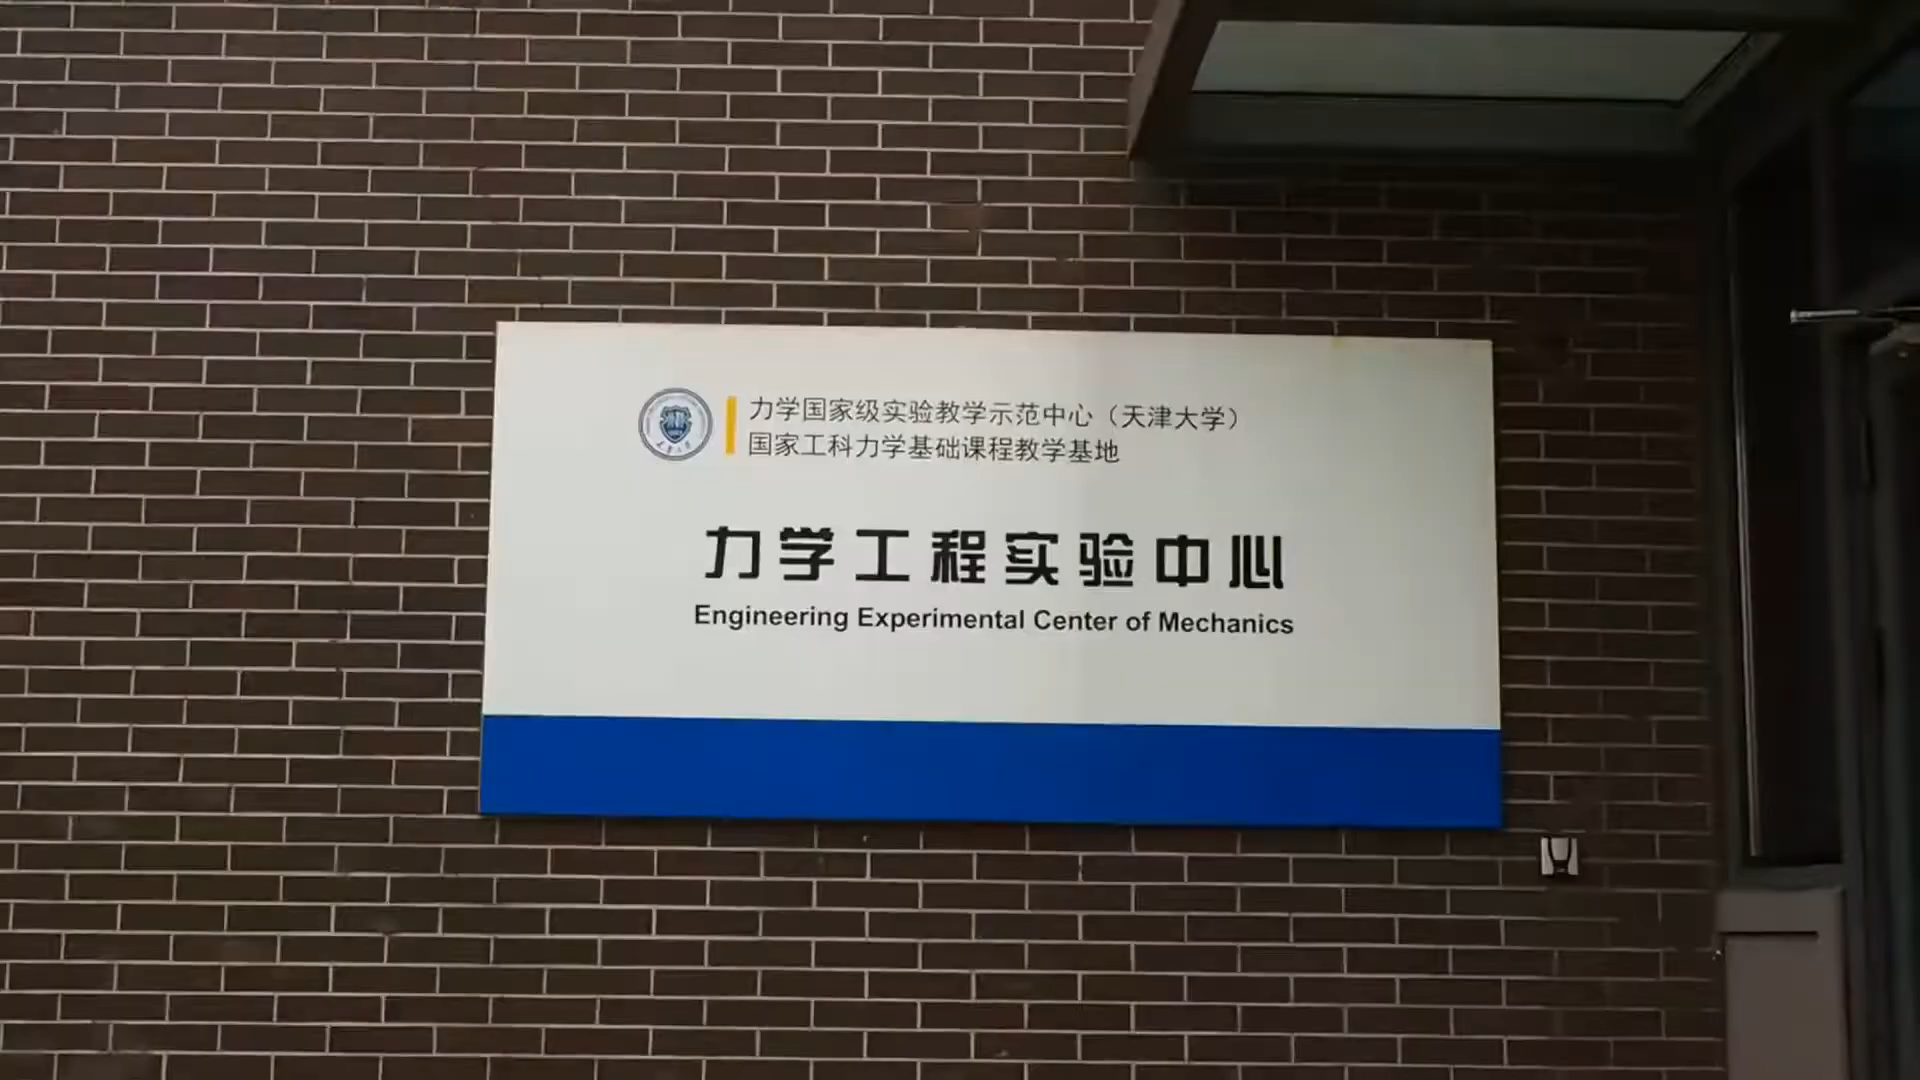 力学国家级实验教学示范中心（天津大学）
国家工科力学基础课程教学基地
力学工程实验中心
Engineering Experimental Center of Mechanics